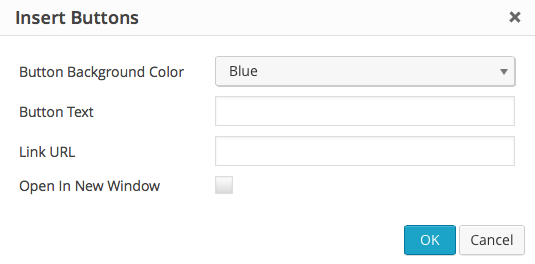 Insert Buttons
Button Background Color Blue
Button Text
Link URL
Open In New Window
OK Cancel